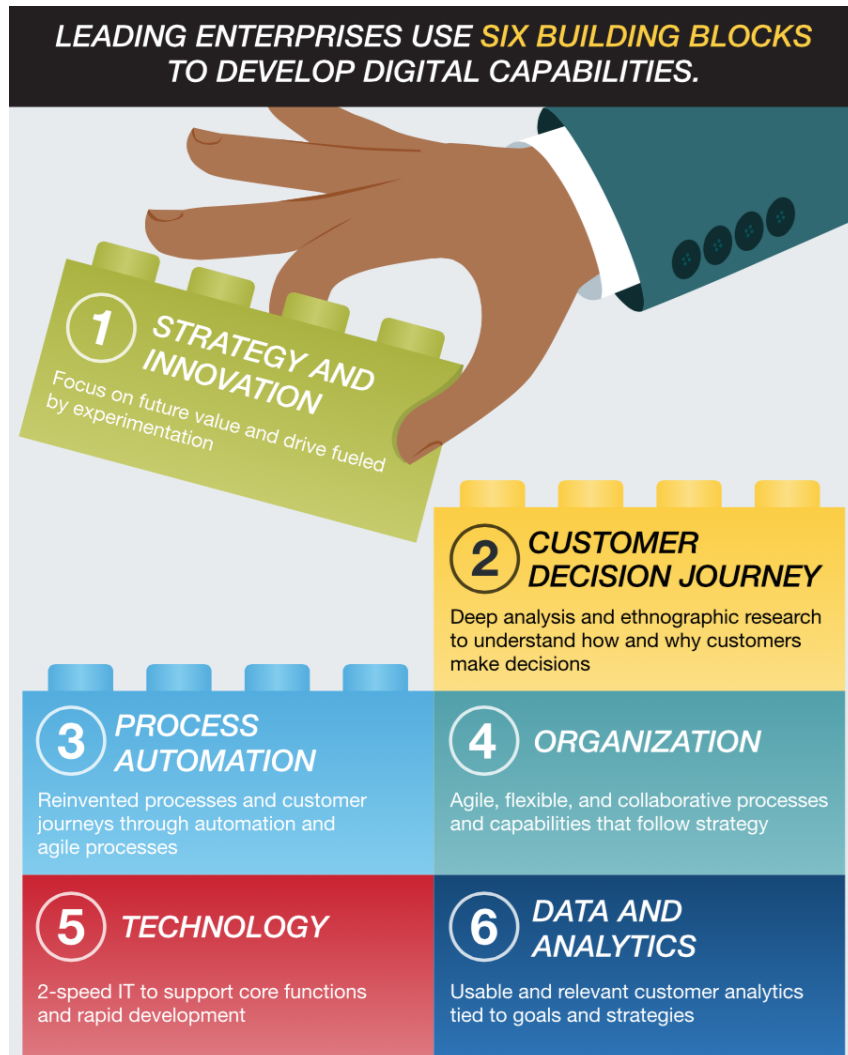 LEADING ENTERPRISES USE SIX BUILDING BLOCKS
TO DEVELOP DIGITAL CAPABILITIES.
1
STRATEGY AND
INNOVATION
Focus on future value and drive fueled
by experimentation
2
CUSTOMER
DECISION JOURNEY
Deep analysis and ethnographic research
to understand how and why customers
make decisions
3
PROCESS
AUTOMATION
Reinvented processes and customer
journeys through automation and
agile processes
4
ORGANIZATION
Agile, flexible, and collaborative processes
and capabilities that follow strategy
5
TECHNOLOGY
2-speed IT to support core functions
and rapid development
6
DATA AND
ANALYTICS
Usable and relevant customer analytics
tied to goals and strategies